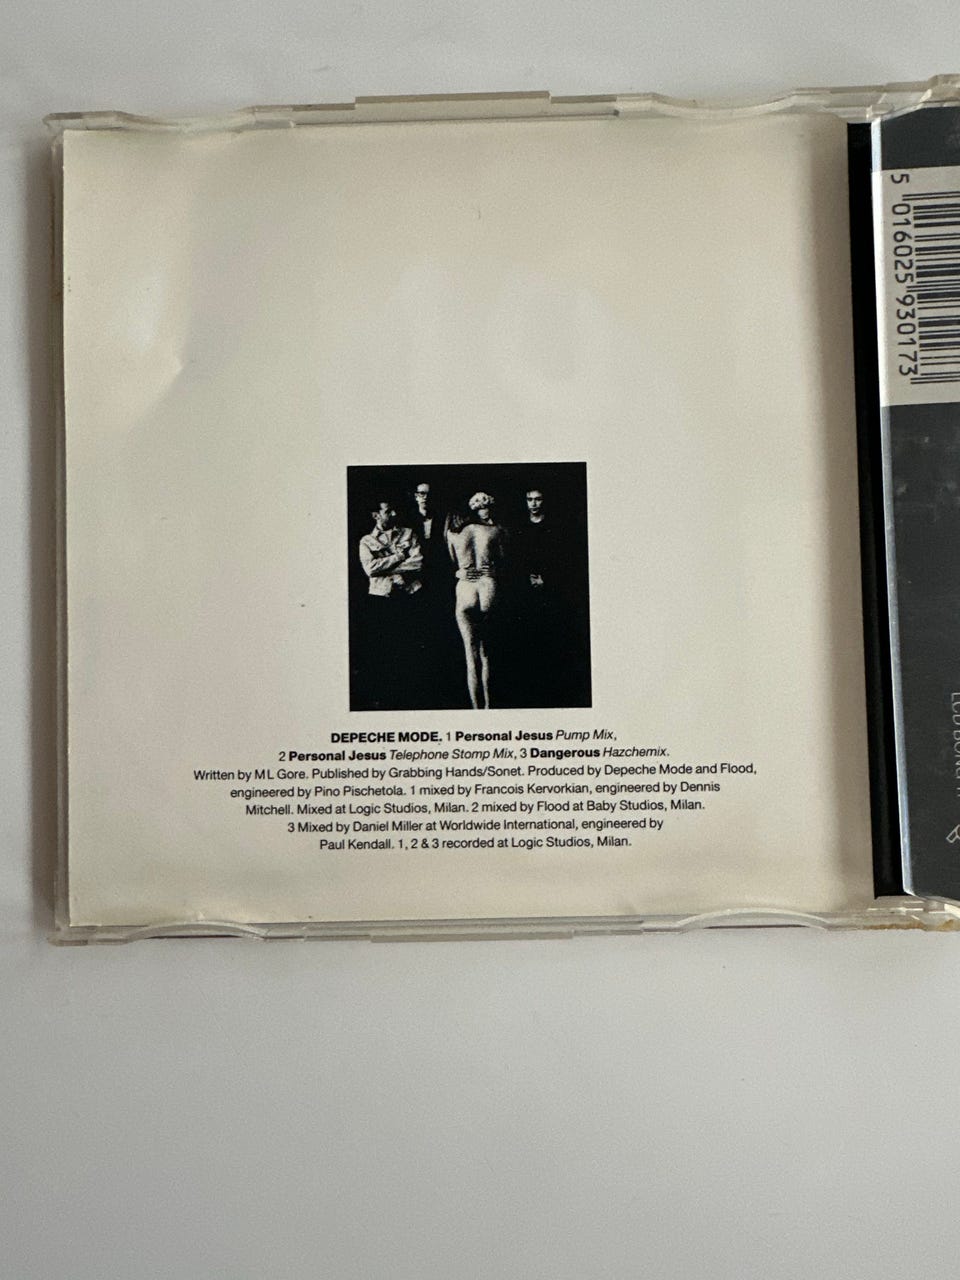 DEPECHE MODE. 1 Personal Jesus Pump Mix,
2 Personal Jesus Telephone Stomp Mix, 3 Dangerous Hazchemix.
Written by M L Gore. Published by Grabbing Hands/Sonet. Produced by Depeche Mode and Flood,
engineered by Pino Pischetola. 1 mixed by Francois Kervorkian, engineered by Dennis
Mitchell. Mixed at Logic Studios, Milan. 2 mixed by Flood at Baby Studios, Milan.
3 Mixed by Daniel Miller at Worldwide International, engineered by
Paul Kendall. 1, 2 & 3 recorded at Logic Studios, Milan.
5 016025 930173